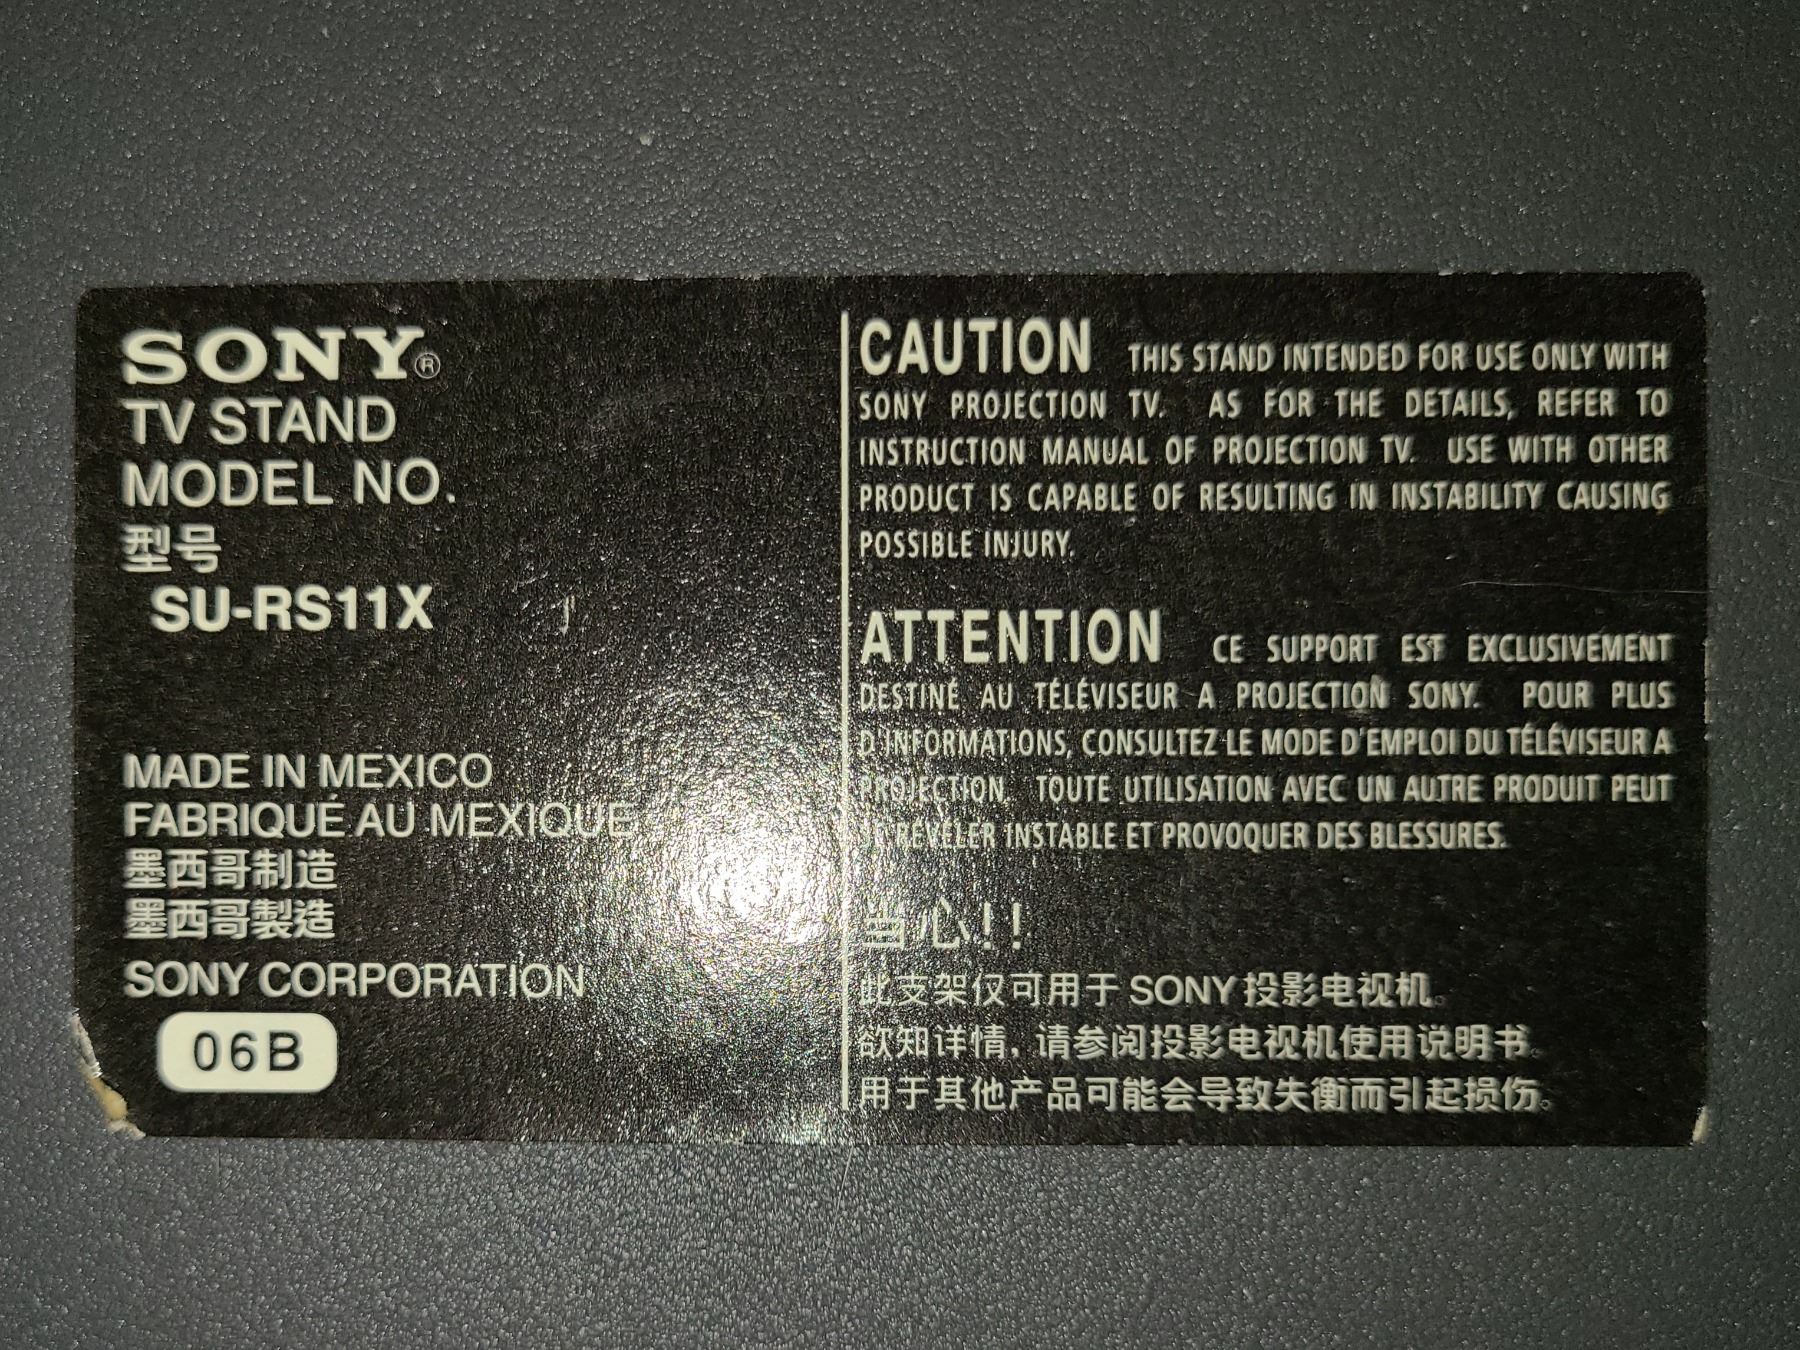 SONY®
TV STAND
MODEL NO.
型号
SU-RS11X
MADE IN MEXICO
FABRIQUÉ AU MEXIQUE
墨西哥制造
墨西哥製造
SONY CORPORATION
06B
CAUTION THIS STAND INTENDED FOR USE ONLY WITH
SONY PROJECTION TV. AS FOR THE DETAILS, REFER TO
INSTRUCTION MANUAL OF PROJECTION TV. USE WITH OTHER
PRODUCT IS CAPABLE OF RESULTING IN INSTABILITY CAUSING
POSSIBLE INJURY.
ATTENTION CE SUPPORT EST EXCLUSIVEMENT
DESTINÉ AU TÉLÉVISEUR A PROJECTION SONY. POUR PLUS
D'INFORMATIONS, CONSULTEZ LE MODE D'EMPLOI DU TÉLÉVISEUR A
PROJECTION. TOUTE UTILISATION AVEC UN AUTRE PRODUIT PEUT
RÉVÉLER INSTABLE ET PROVOQUER DES BLESSURES.
当心!!
此支架仅可用于 SONY 投影电视机。
欲知详情，请参阅投影电视机使用说明书。
用于其他产品可能会导致失衡而引起损伤。